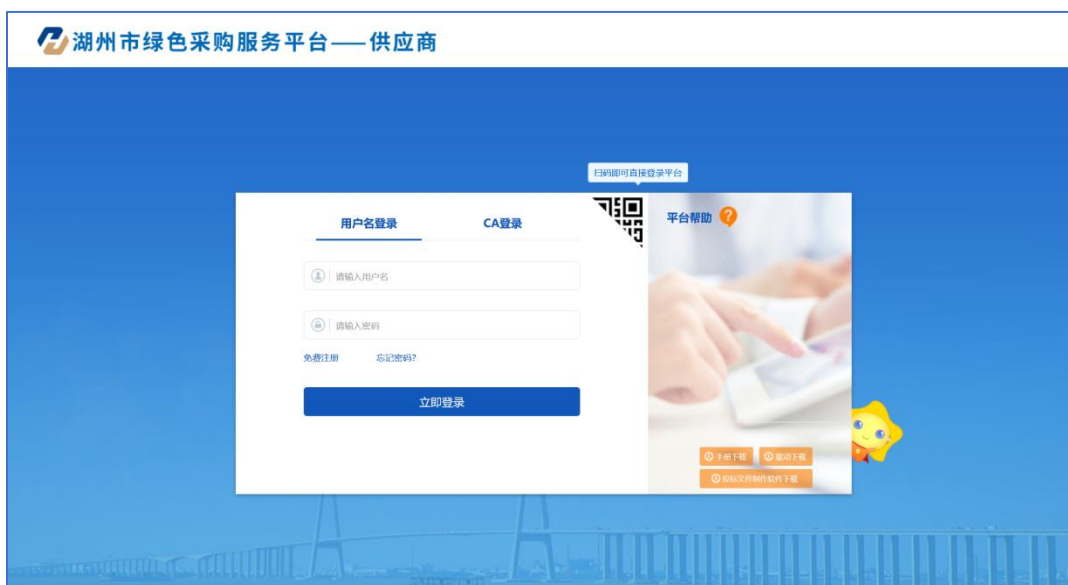 湖州市绿色采购服务平台——供应商
扫码即可直接登录平台
用户名登录
CA登录
平台帮助
请输入用户名
请输入密码
免费注册
忘记密码?
立即登录
手册下载
驱动下载
投标文件制作软件下载